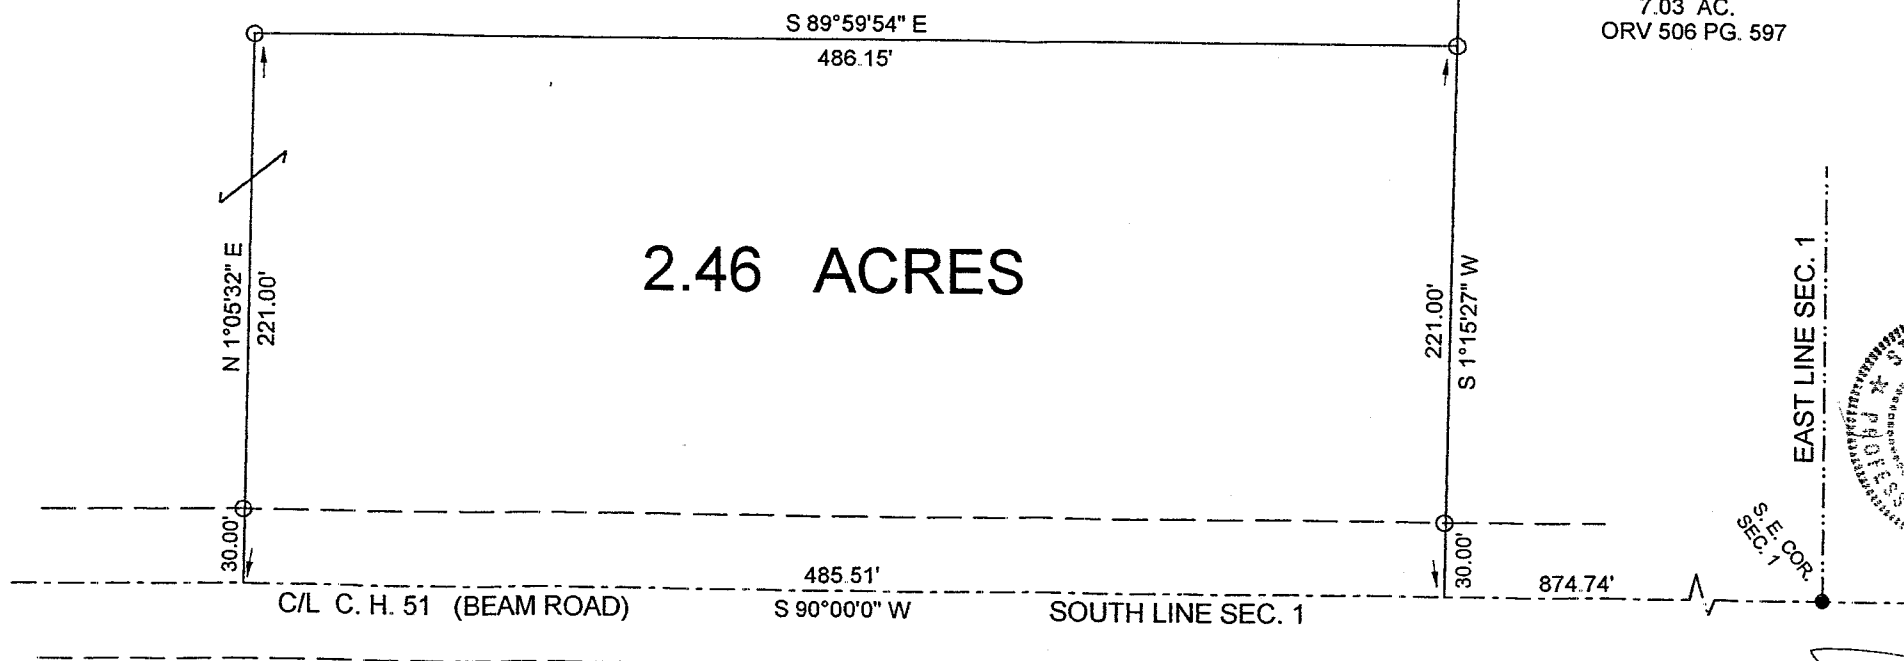 7.03 AC.
ORV 506 PG. 597
S 89°59'54" E
486.15'
2.46 ACRES
N 1°05'32" E
221.00'
221.00'
S 1°15'27" W
EAST LINE SEC. 1
S. E. COR.
SEC. 1
30.00'
30.00'
485.51'
874.74'
C/L C. H. 51 (BEAM ROAD)
S 90°00'0" W
SOUTH LINE SEC. 1